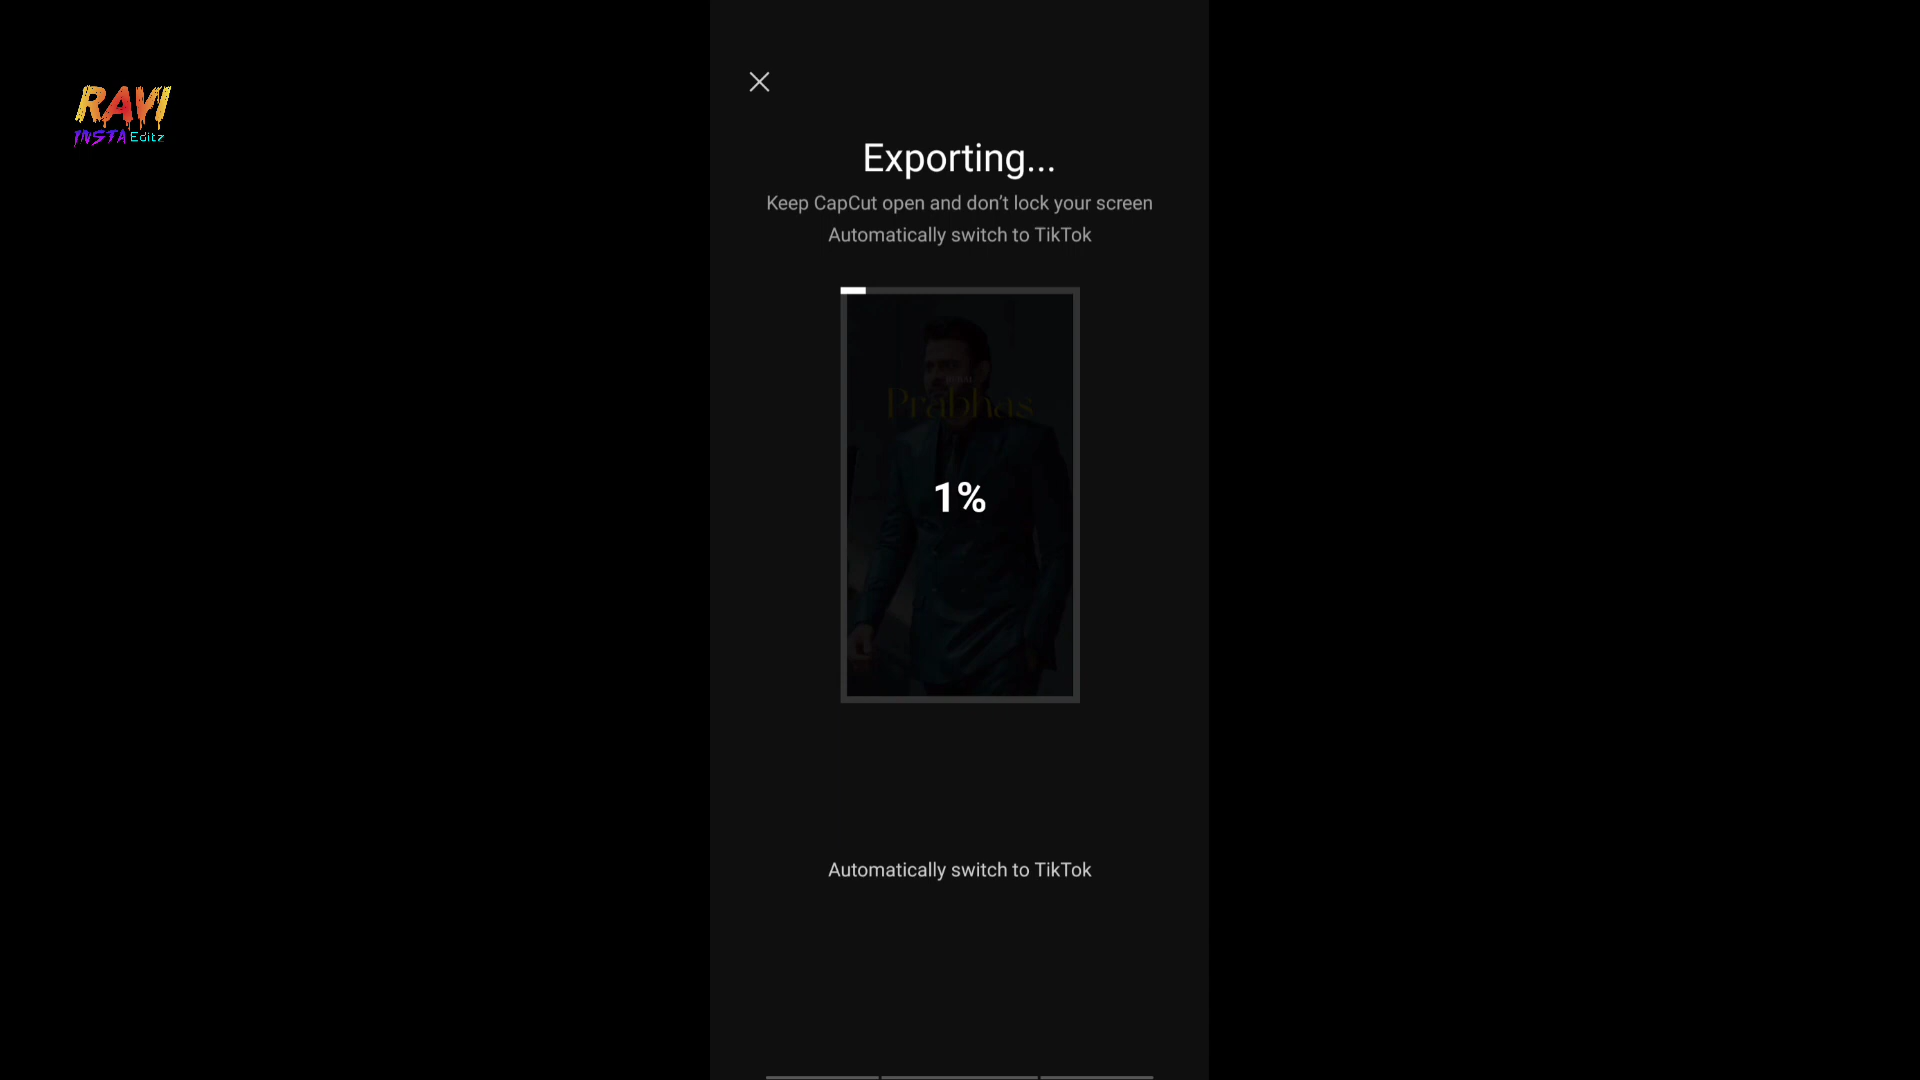 RAVI
INSTA Editz
Exporting...
Keep CapCut open and don't lock your screen
Automatically switch to TikTok
Prabhas
1%
Automatically switch to TikTok